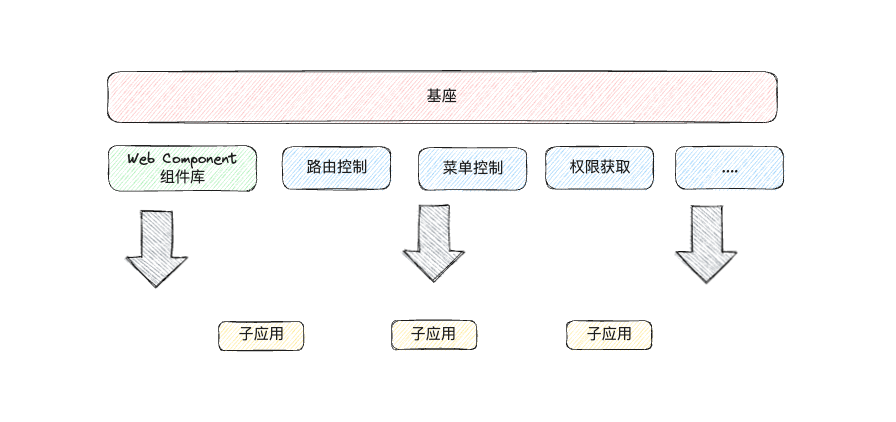 基座
Web Component
组件库
路由控制
菜单控制
权限获取
....
子应用
子应用
子应用